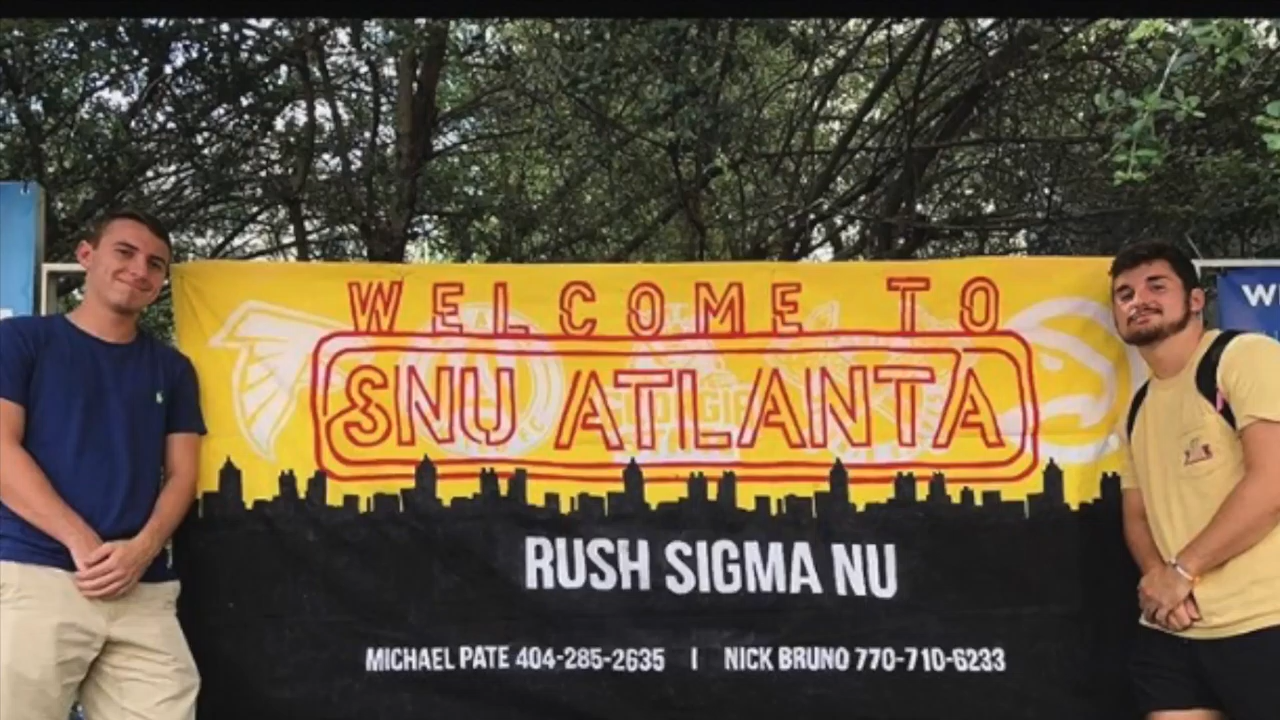 WELCOME TO
SNU ATLANTA
RUSH SIGMA NU
MICHAEL PATE 404-285-2635 | NICK BRUNO 770-710-6233
W